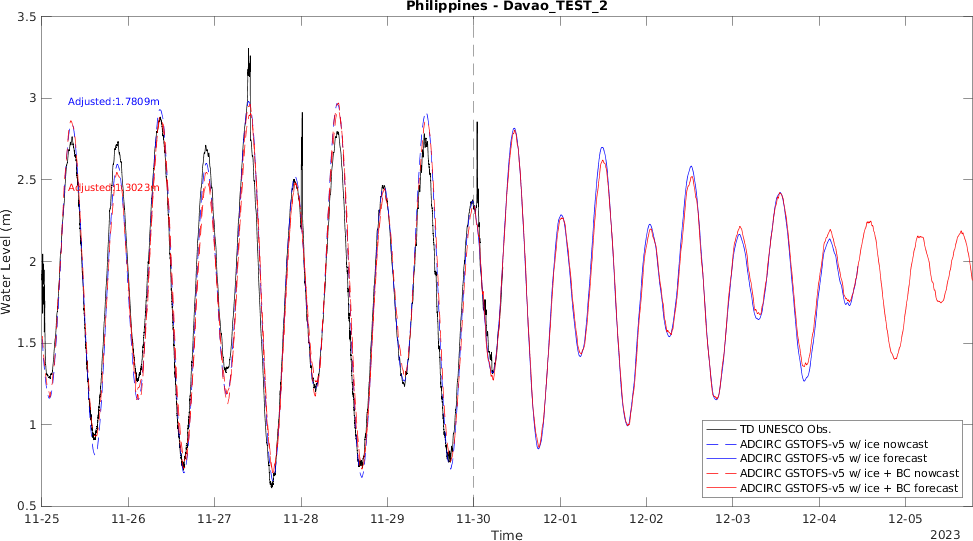 Philippines - Davao_TEST_2
Water Level (m)
3.5
3
2.5
2
1.5
1
0.5
Adjusted:1.7809m
Adjusted:1.3023m
TD UNESCO Obs.
ADCIRC GSTOFS-v5 w/ ice nowcast
ADCIRC GSTOFS-v5 w/ ice forecast
ADCIRC GSTOFS-v5 w/ ice + BC nowcast
ADCIRC GSTOFS-v5 w/ ice + BC forecast
11-25 11-26 11-27 11-28 11-29 11-30 12-01 12-02 12-03 12-04 12-05
Time
2023